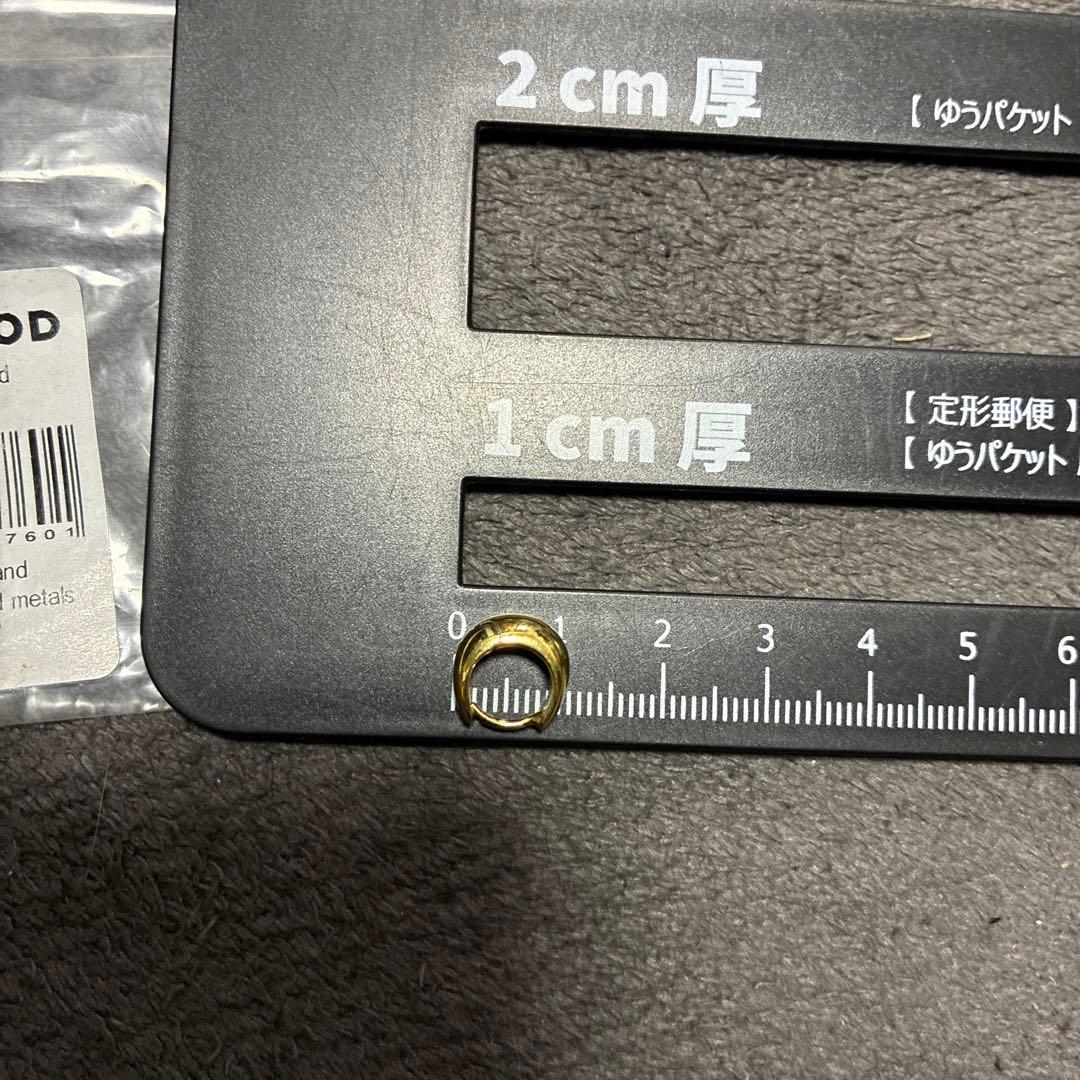 2 cm 厚
【 ゆうパケット
OD
d
1 cm 厚
【 定形郵便 】
【 ゆうパケット 】
7601
and
d metals
0 1 2 3 4 5 6